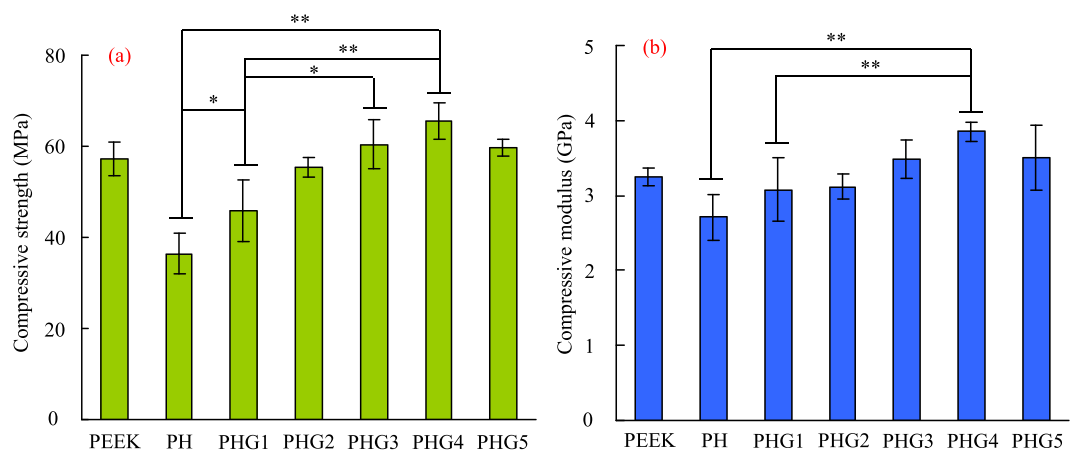 (a)
Compressive strength (MPa)
80
60
40
20
0
**
**
*
*
PEEK PH PHG1 PHG2 PHG3 PHG4 PHG5
(b)
Compressive modulus (GPa)
5
4
3
2
1
0
**
**
PEEK PH PHG1 PHG2 PHG3 PHG4 PHG5